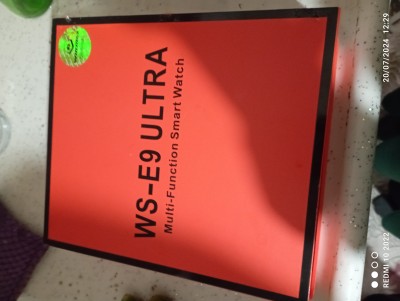 WS-E9 ULTRA
Multi-Function Smart Watch
20/07/2024 12:29
REDMI 10 2022